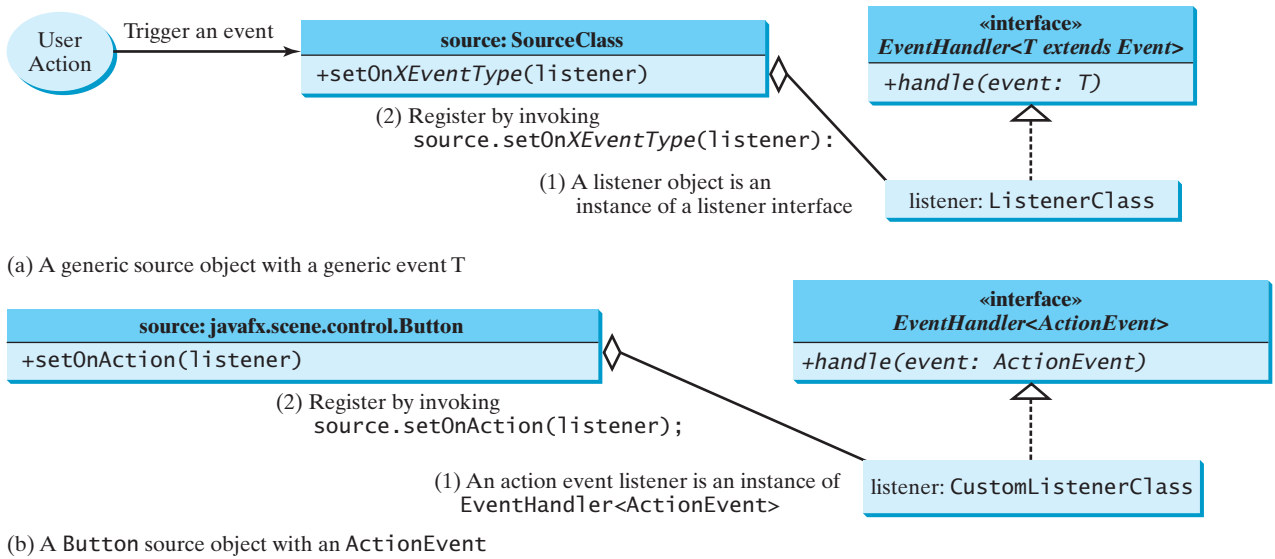 User
Action
Trigger an event
source: SourceClass
+setOnXEventType(listener)
«interface»
EventHandler<T extends Event>
+handle(event: T)
(2) Register by invoking
source.setOnXEventType(listener):
(1) A listener object is an
instance of a listener interface
listener: ListenerClass
(a) A generic source object with a generic event T
source: javafx.scene.control.Button
+setOnAction(listener)
«interface»
EventHandler<ActionEvent>
+handle(event: ActionEvent)
(2) Register by invoking
source.setOnAction(listener);
(1) An action event listener is an instance of
EventHandler<ActionEvent>
listener: CustomListenerClass
(b) A Button source object with an ActionEvent